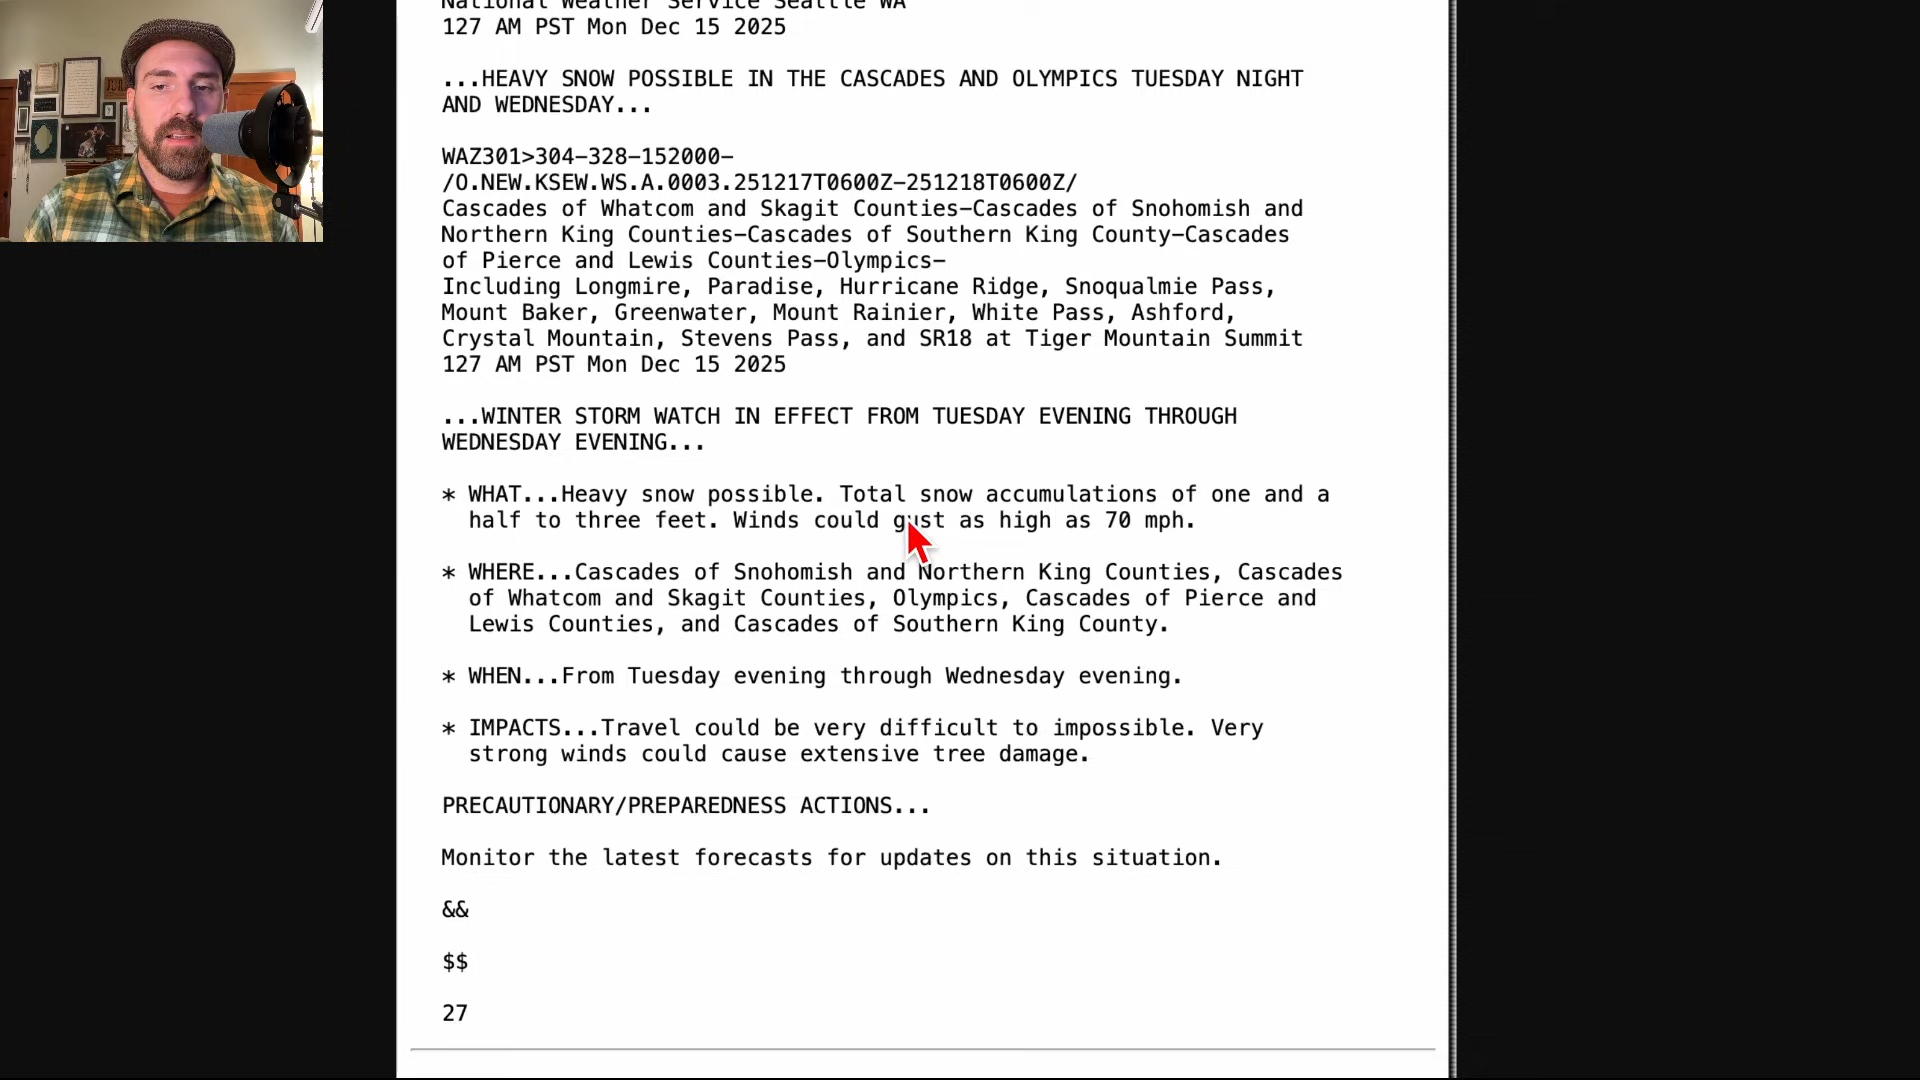 National Weather Service Seattle WA
127 AM PST Mon Dec 15 2025
...HEAVY SNOW POSSIBLE IN THE CASCADES AND OLYMPICS TUESDAY NIGHT
AND WEDNESDAY...
WAZ301>304-328-152000-
/O.NEW.KSEW.WS.A.0003.251217T0600Z-251218T0600Z/
Cascades of Whatcom and Skagit Counties-Cascades of Snohomish and
Northern King Counties-Cascades of Southern King County-Cascades
of Pierce and Lewis Counties-Olympics-
Including Longmire, Paradise, Hurricane Ridge, Snoqualmie Pass,
Mount Baker, Greenwater, Mount Rainier, White Pass, Ashford,
Crystal Mountain, Stevens Pass, and SR18 at Tiger Mountain Summit
127 AM PST Mon Dec 15 2025
...WINTER STORM WATCH IN EFFECT FROM TUESDAY EVENING THROUGH
WEDNESDAY EVENING...
* WHAT...Heavy snow possible. Total snow accumulations of one and a
half to three feet. Winds could gust as high as 70 mph.
* WHERE...Cascades of Snohomish and Northern King Counties, Cascades
of Whatcom and Skagit Counties, Olympics, Cascades of Pierce and
Lewis Counties, and Cascades of Southern King County.
* WHEN...From Tuesday evening through Wednesday evening.
* IMPACTS...Travel could be very difficult to impossible. Very
strong winds could cause extensive tree damage.
PRECAUTIONARY/PREPAREDNESS ACTIONS...
Monitor the latest forecasts for updates on this situation.
&&
$$
27